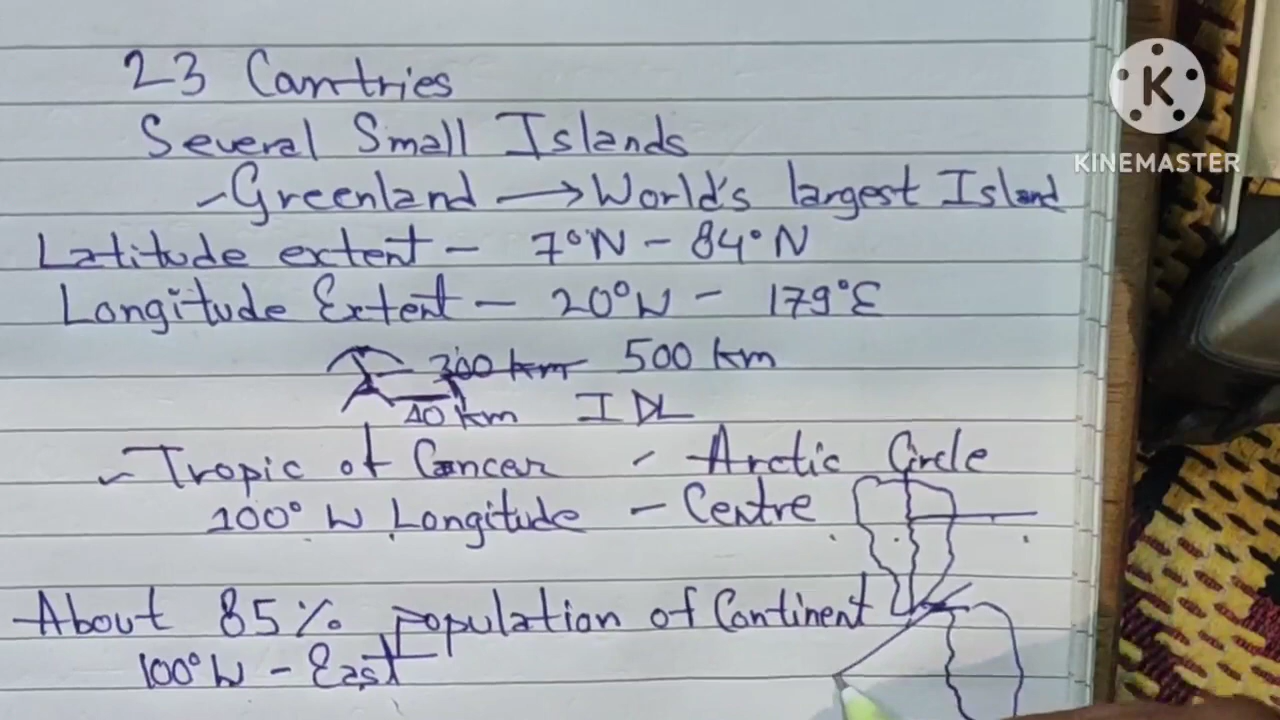 23 Cantries
Several Small Islands
- Greenland → World's largest Island
Latitude extent - 7°N - 84°N
Longitude Extent - 20°W - 179°E
300 km 500 km
40 km IDL
- Tropic of Cancer - Arctic Circle
100° W Longitude - Centre
About 85% population of Continent
100° W - East
K
KINEMASTER